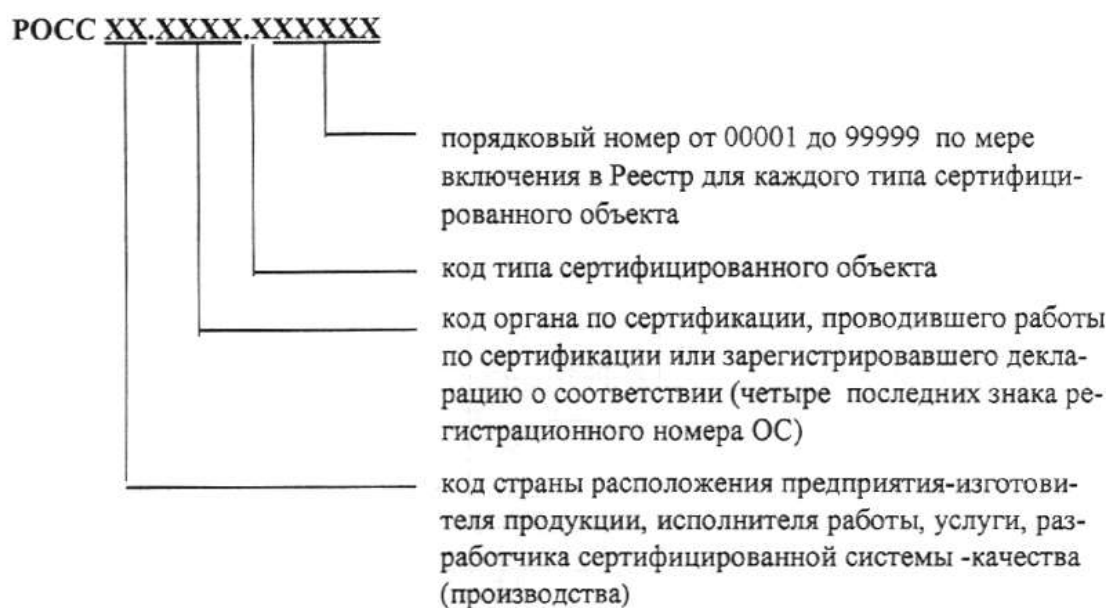 РОСС ХХ.ХХХХ.ХХХХХХХ
порядковый номер от 00001 до 99999 по мере
включения в Реестр для каждого типа сертифици-
рованного объекта
код типа сертифицированного объекта
код органа по сертификации, проводившего работы
по сертификации или зарегистрировавшего декла-
рацию о соответствии (четыре последних знака ре-
гистрационного номера ОС)
код страны расположения предприятия-изготови-
теля продукции, исполнителя работы, услуги, раз-
работчика сертифицированной системы -качества
(производства)